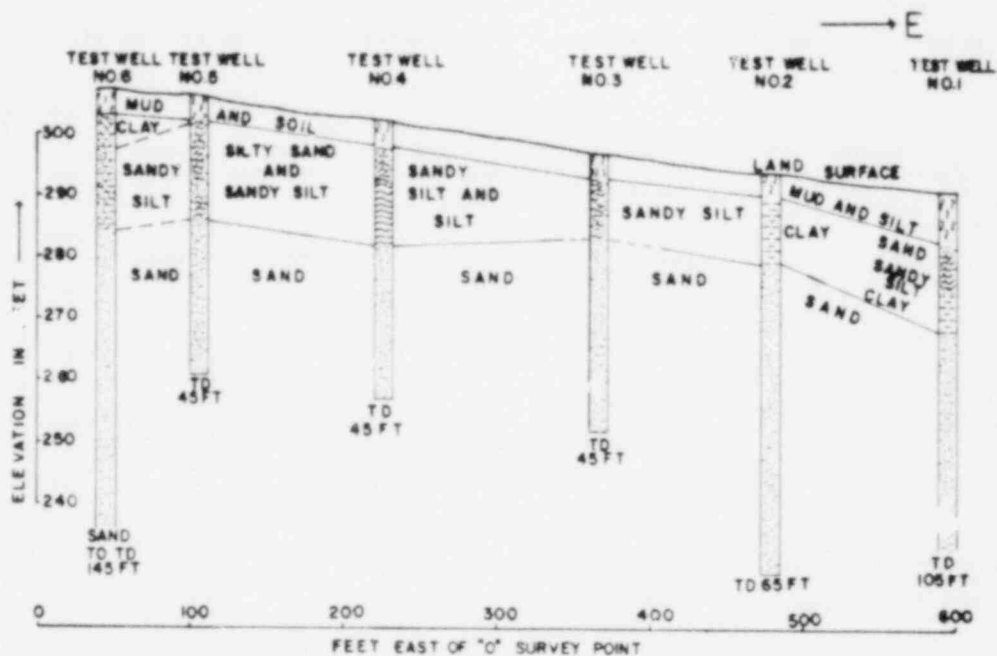 → E
TEST WELL NO.6
TEST WELL NO.5
TEST WELL NO.4
TEST WELL NO.3
TEST WELL NO.2
TEST WELL NO.1
MUD AND SOIL
CLAY
SANDY SILT
SILTY SAND AND SANDY SILT
SANDY SILT AND SILT
SANDY SILT
LAND SURFACE
MUD AND SILT
CLAY
SAND
SANDY SILT
CLAY
SAND
SAND
SAND
SAND
SAND
SAND TO TD 145 FT
TD 45 FT
TD 45 FT
TD 45 FT
TD 65 FT
TD 105 FT
ELEVATION IN
300
290
280
270
260
250
240
0 100 200 300 400 500 600
FEET EAST OF "O" SURVEY POINT